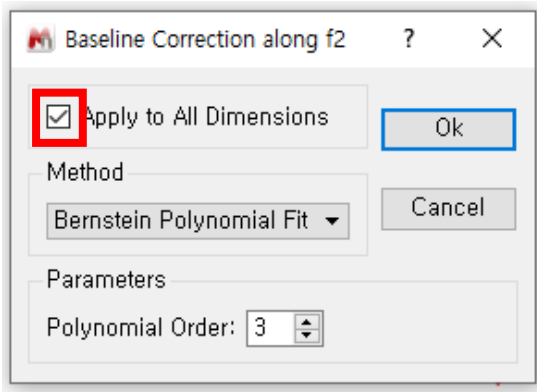 Baseline Correction along f2
Apply to All Dimensions
Ok
Method
Bernstein Polynomial Fit
Cancel
Parameters
Polynomial Order: 3